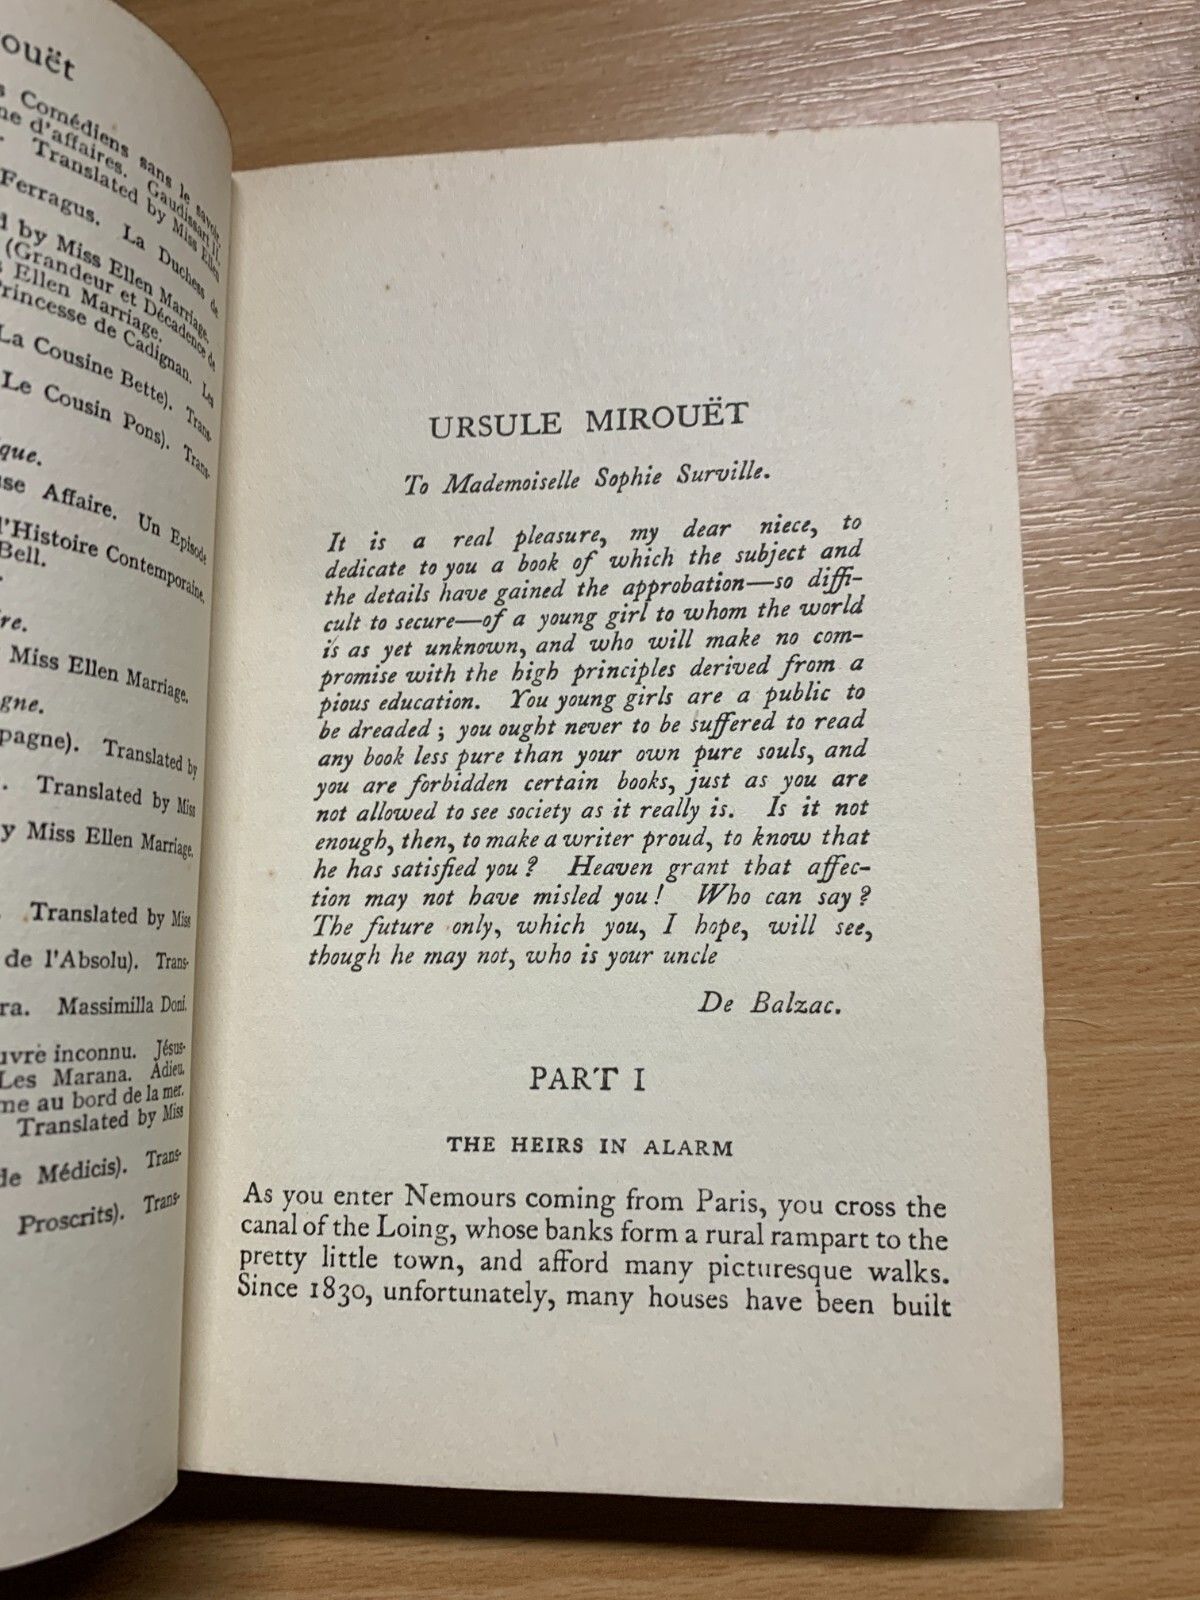 ouët
Comédiens sans le savoir.
ne d'affaires. Gaudissart II.
Translated by Miss Ellen
Ferragus. La Duchess de
d by Miss Ellen Marriage.
(Grandeur et Décadence de
Ellen Marriage.
Princesse de Cadignan. Les
La Cousine Bette). Trans-
Le Cousin Pons). Trans-
que.
use Affaire. Un Episode
l'Histoire Contemporaine.
Bell.
re.
Miss Ellen Marriage.
gne.
pagne). Translated by
. Translated by Miss
y Miss Ellen Marriage.
. Translated by Miss
de l'Absolu). Trans-
ra. Massimilla Doni.
uvre inconnu. Jésus-
Les Marana. Adieu.
me au bord de la mer.
Translated by Miss
de Médicis). Trans-
Proscrits). Trans-
URSULE MIROUËT
To Mademoiselle Sophie Surville.
It is a real pleasure, my dear niece, to
dedicate to you a book of which the subject and
the details have gained the approbation—so diffi-
cult to secure—of a young girl to whom the world
is as yet unknown, and who will make no com-
promise with the high principles derived from a
pious education. You young girls are a public to
be dreaded; you ought never to be suffered to read
any book less pure than your own pure souls, and
you are forbidden certain books, just as you are
not allowed to see society as it really is. Is it not
enough, then, to make a writer proud, to know that
he has satisfied you? Heaven grant that affec-
tion may not have misled you! Who can say?
The future only, which you, I hope, will see,
though he may not, who is your uncle
De Balzac.
PART I
THE HEIRS IN ALARM
As you enter Nemours coming from Paris, you cross the
canal of the Loing, whose banks form a rural rampart to the
pretty little town, and afford many picturesque walks.
Since 1830, unfortunately, many houses have been built